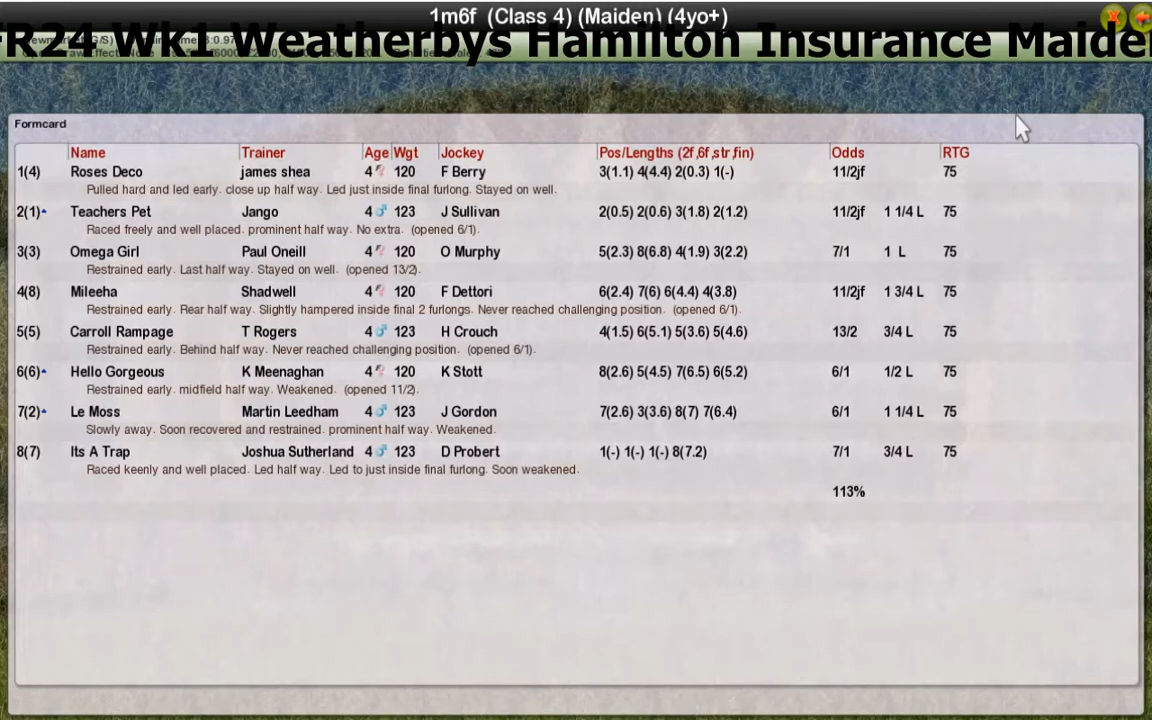 1m6f (Class 4) (Maiden) (4yo+)
R24 Wk1 Weatherbys Hamilton Insurance Maide
Formcard
Name Trainer Age Wgt Jockey Pos/Lengths (2f,6f,str,fin) Odds RTG
1(4) Roses Deco james shea 4 120 F Berry 3(1.1) 4(4.4) 2(0.3) 1(-) 11/2jf 75
Pulled hard and led early. close up half way. Led just inside final furlong. Stayed on well.
2(1) Teachers Pet Jango 4 123 J Sullivan 2(0.5) 2(0.6) 3(1.8) 2(1.2) 11/2jf 1 1/4 L 75
Raced freely and well placed. prominent half way. No extra. (opened 6/1).
3(3) Omega Girl Paul Oneill 4 120 O Murphy 5(2.3) 8(6.8) 4(1.9) 3(2.2) 7/1 1 L 75
Restrained early. Last half way. Stayed on well. (opened 13/2).
4(8) Mileeha Shadwell 4 120 F Dettori 6(2.4) 7(6) 6(4.4) 4(3.8) 11/2jf 1 3/4 L 75
Restrained early. Rear half way. Slightly hampered inside final 2 furlongs. Never reached challenging position. (opened 6/1).
5(5) Carroll Rampage T Rogers 4 123 H Crouch 4(1.5) 6(5.1) 5(3.6) 5(4.6) 13/2 3/4 L 75
Restrained early. Behind half way. Never reached challenging position. (opened 6/1).
6(6) Hello Gorgeous K Meenaghan 4 120 K Stott 8(2.6) 5(4.5) 7(6.5) 6(5.2) 6/1 1/2 L 75
Restrained early. midfield half way. Weakened. (opened 11/2).
7(2) Le Moss Martin Leedham 4 123 J Gordon 7(2.6) 3(3.6) 8(7) 7(6.4) 6/1 1 1/4 L 75
Slowly away. Soon recovered and restrained. prominent half way. Weakened.
8(7) Its A Trap Joshua Sutherland 4 123 D Probert 1(-) 1(-) 1(-) 8(7.2) 7/1 3/4 L 75
Raced keenly and well placed. Led half way. Led to just inside final furlong. Soon weakened.
113%